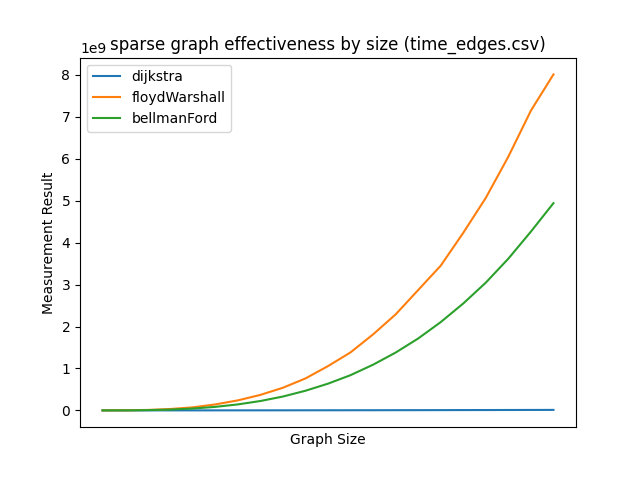 sparse graph effectiveness by size (time_edges.csv)
1e9
dijkstra
floydWarshall
bellmanFord
8
7
6
5
4
3
2
1
0
Measurement Result
Graph Size